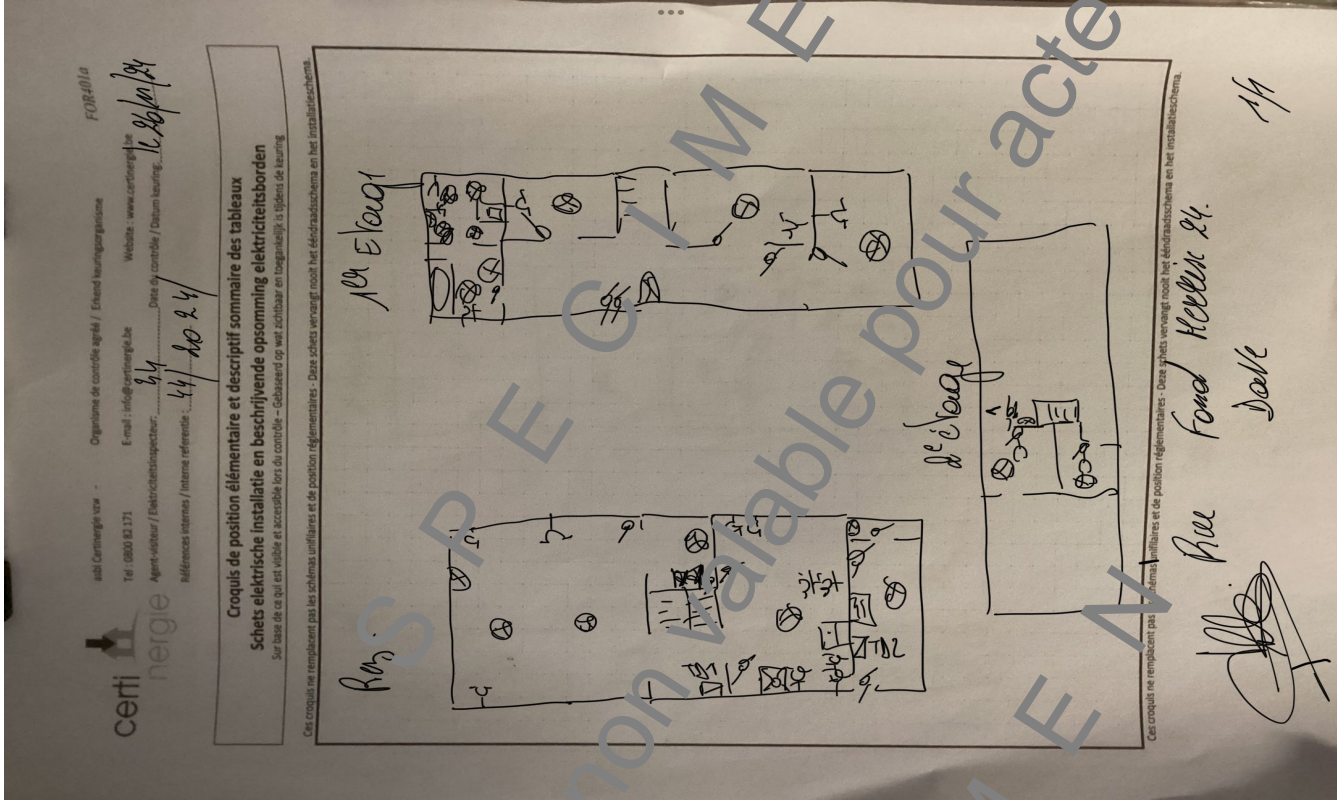 certi
nergie
asbl Certinergie vzw - Organisme de contrôle agréé / Erkend keuringsorganisme
FOR401a
Tel : 0800 82 171 E-mail : info@certinergie.be Website : www.certinergie.be
Agent-visiteur / Elektriciteitsinspecteur: 44 Date du contrôle / Datum keuring:
Références internes / Interne referentie :
Croquis de position élémentaire et descriptif sommaire des tableaux
Schets elektrische installatie en beschrijvende opsomming elektriciteitsborden
Sur base de ce qui est visible et accessible lors du contrôle – Gebaseerd op wat zichtbaar en toegankelijk is tijdens de keuring
Ces croquis ne remplacent pas les schémas unifilaires et de position réglementaires - Deze schets vervangt nooit het ééndraadsschema en het installatieschema.
Rez.
1er Etage
2e étage
TD2
Ces croquis ne remplacent pas les schémas unifilaires et de position réglementaires - Deze schets vervangt nooit het ééndraadsschema en het installatieschema.
Rue Fond 24.
1/1
SPECIMEN
non valable pour acte